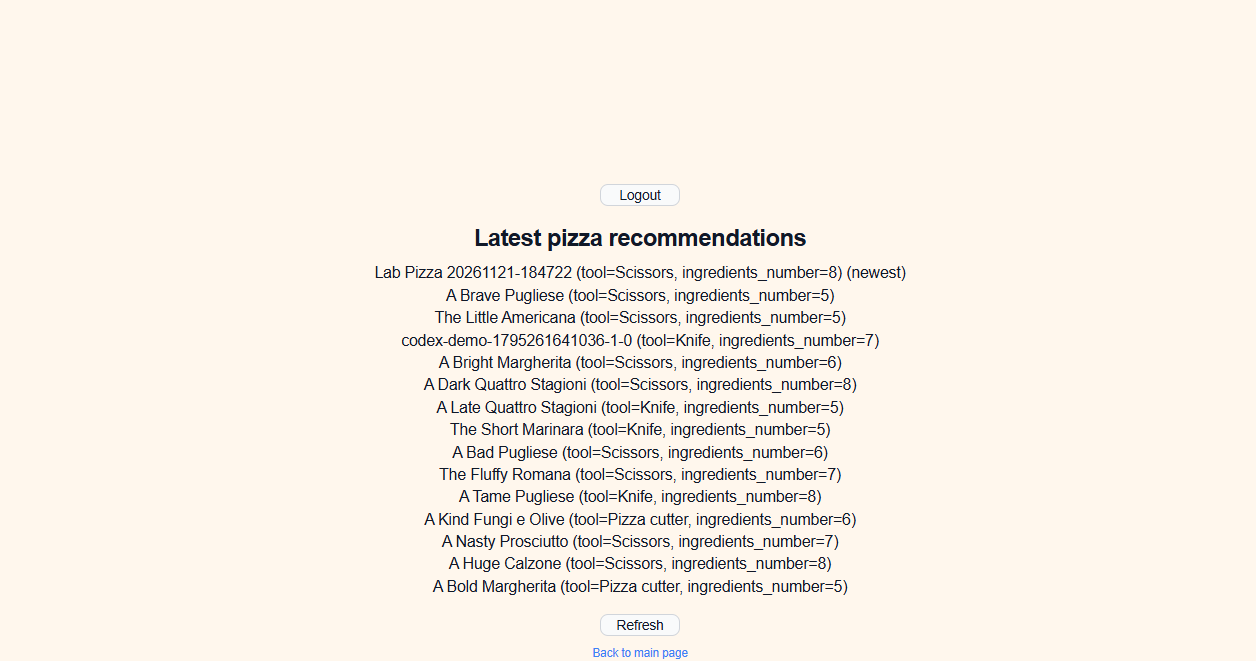 Logout
Latest pizza recommendations
Lab Pizza 20261121-184722 (tool=Scissors, ingredients_number=8) (newest)
A Brave Pugliese (tool=Scissors, ingredients_number=5)
The Little Americana (tool=Scissors, ingredients_number=5)
codex-demo-1795261641036-1-0 (tool=Knife, ingredients_number=7)
A Bright Margherita (tool=Scissors, ingredients_number=6)
A Dark Quattro Stagioni (tool=Scissors, ingredients_number=8)
A Late Quattro Stagioni (tool=Knife, ingredients_number=5)
The Short Marinara (tool=Knife, ingredients_number=5)
A Bad Pugliese (tool=Scissors, ingredients_number=6)
The Fluffy Romana (tool=Scissors, ingredients_number=7)
A Tame Pugliese (tool=Knife, ingredients_number=8)
A Kind Fungi e Olive (tool=Pizza cutter, ingredients_number=6)
A Nasty Prosciutto (tool=Scissors, ingredients_number=7)
A Huge Calzone (tool=Scissors, ingredients_number=8)
A Bold Margherita (tool=Pizza cutter, ingredients_number=5)
Refresh
Back to main page